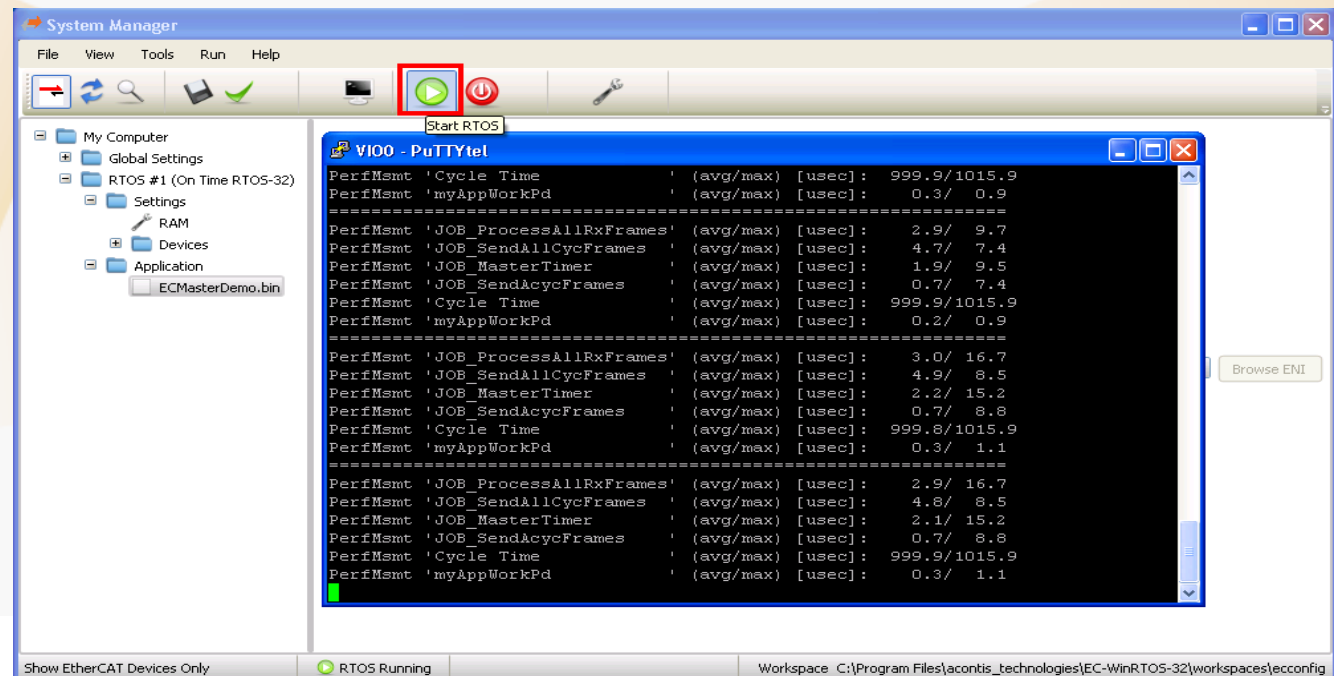 System Manager
File View Tools Run Help
Start RTOS
My Computer
Global Settings
RTOS #1 (On Time RTOS-32)
Settings
RAM
Devices
Application
ECMasterDemo.bin
VIO0 - PuTTYtel
PerfMsmt 'Cycle Time ' (avg/max) [usec]: 999.9/1015.9
PerfMsmt 'myAppWorkPd ' (avg/max) [usec]: 0.3/ 0.9
============================================================
PerfMsmt 'JOB_ProcessAllRxFrames' (avg/max) [usec]: 2.9/ 9.7
PerfMsmt 'JOB_SendAllCycFrames ' (avg/max) [usec]: 4.7/ 7.4
PerfMsmt 'JOB_MasterTimer ' (avg/max) [usec]: 1.9/ 9.5
PerfMsmt 'JOB_SendAcycFrames ' (avg/max) [usec]: 0.7/ 7.4
PerfMsmt 'Cycle Time ' (avg/max) [usec]: 999.9/1015.9
PerfMsmt 'myAppWorkPd ' (avg/max) [usec]: 0.2/ 0.9
============================================================
PerfMsmt 'JOB_ProcessAllRxFrames' (avg/max) [usec]: 3.0/ 16.7
PerfMsmt 'JOB_SendAllCycFrames ' (avg/max) [usec]: 4.9/ 8.5
PerfMsmt 'JOB_MasterTimer ' (avg/max) [usec]: 2.2/ 15.2
PerfMsmt 'JOB_SendAcycFrames ' (avg/max) [usec]: 0.7/ 8.8
PerfMsmt 'Cycle Time ' (avg/max) [usec]: 999.8/1015.9
PerfMsmt 'myAppWorkPd ' (avg/max) [usec]: 0.3/ 1.1
============================================================
PerfMsmt 'JOB_ProcessAllRxFrames' (avg/max) [usec]: 2.9/ 16.7
PerfMsmt 'JOB_SendAllCycFrames ' (avg/max) [usec]: 4.8/ 8.5
PerfMsmt 'JOB_MasterTimer ' (avg/max) [usec]: 2.1/ 15.2
PerfMsmt 'JOB_SendAcycFrames ' (avg/max) [usec]: 0.7/ 8.8
PerfMsmt 'Cycle Time ' (avg/max) [usec]: 999.9/1015.9
PerfMsmt 'myAppWorkPd ' (avg/max) [usec]: 0.3/ 1.1
Browse ENI
Show EtherCAT Devices Only
RTOS Running
Workspace C:\Program Files\acontis_technologies\EC-WinRTOS-32\workspaces\ecconfig